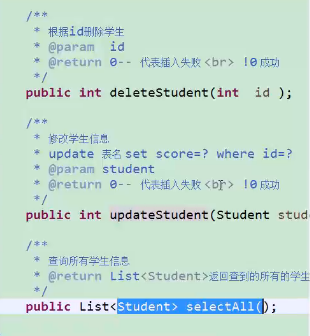 /**
 * 根据id删除学生
 * @param  id
 * @return 0-- 代表插入失败 <br> !0成功
 */
public int deleteStudent(int  id );
/**
 * 修改学生信息
 * update 表名 set score=? where id=?
 * @param student
 * @return 0-- 代表插入失败 <br> !0成功
 */
public int updateStudent(Student stude
/**
 * 查询所有学生信息
 * @return List<Student>返回查到的所有的学生
 */
public List<Student> selectAll();